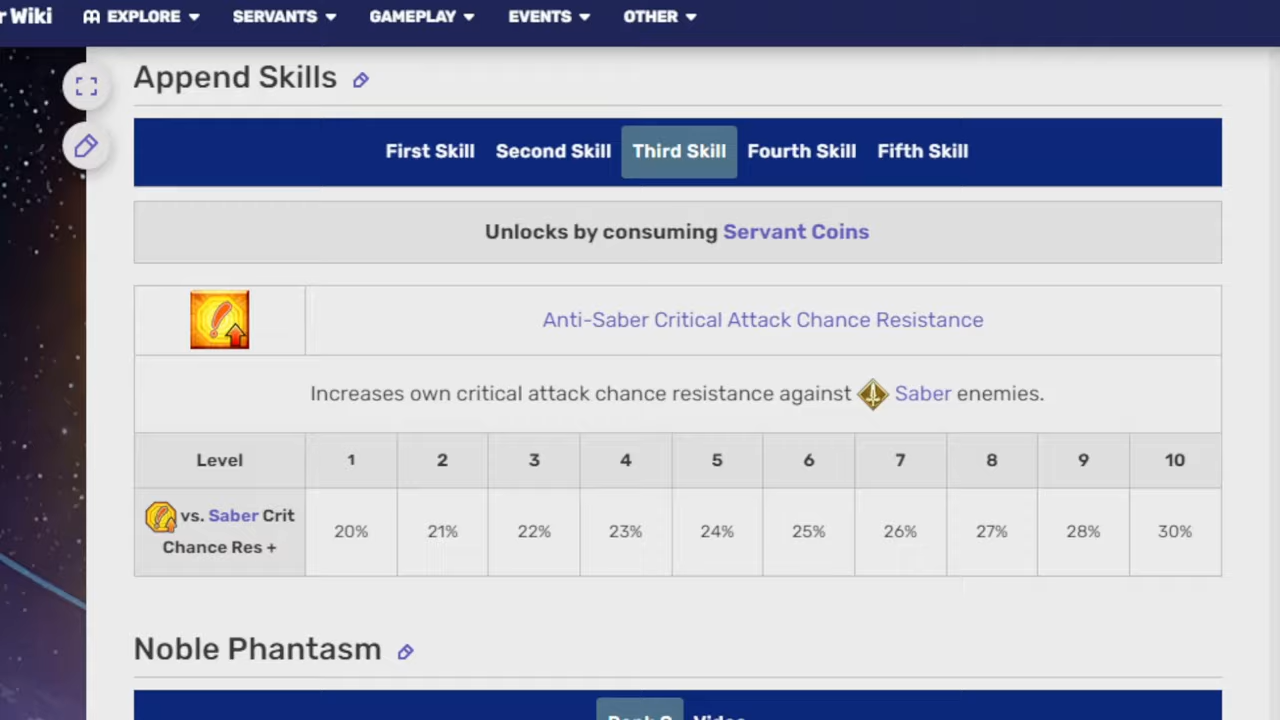 r Wiki EXPLORE SERVANTS GAMEPLAY EVENTS OTHER
Append Skills
First Skill Second Skill Third Skill Fourth Skill Fifth Skill
Unlocks by consuming Servant Coins
Anti-Saber Critical Attack Chance Resistance
Increases own critical attack chance resistance against Saber enemies.
Level 1 2 3 4 5 6 7 8 9 10
vs. Saber Crit
Chance Res + 20% 21% 22% 23% 24% 25% 26% 27% 28% 30%
Noble Phantasm
Video